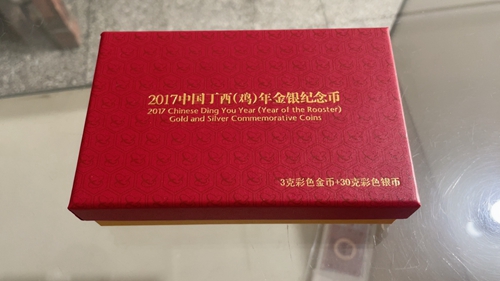 2017中国丁酉(鸡)年金银纪念币
2017 Chinese Ding You Year (Year of the Rooster)
Gold and Silver Commemorative Coins
3克彩色金币+30克彩色银币